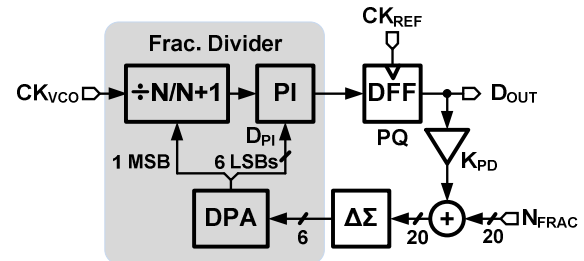 CK_REF
Frac. Divider
CK_VCO
÷N/N+1
PI
DFF
D_OUT
D_PI
PQ
1 MSB
6 LSBs
K_PD
DPA
ΔΣ
+
N_FRAC
6
20
20